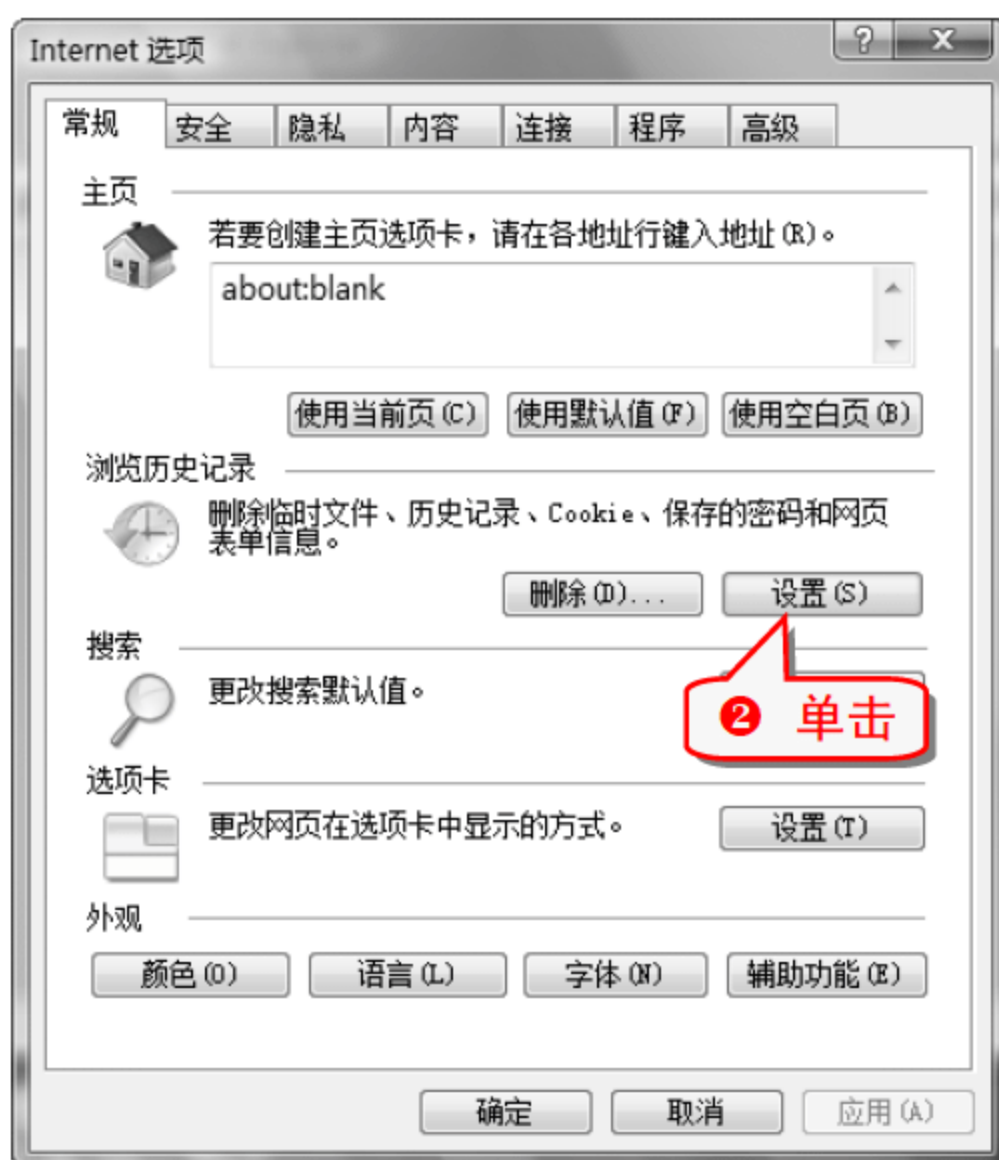 Internet 选项
常规 安全 隐私 内容 连接 程序 高级
主页
若要创建主页选项卡，请在各地址行键入地址(R)。
about:blank
使用当前页(C) 使用默认值(F) 使用空白页(B)
浏览历史记录
删除临时文件、历史记录、Cookie、保存的密码和网页
表单信息。
删除(D)... 设置(S)
搜索
更改搜索默认值。
❷ 单击
选项卡
更改网页在选项卡中显示的方式。
设置(T)
外观
颜色(O) 语言(L) 字体(N) 辅助功能(E)
确定 取消 应用(A)